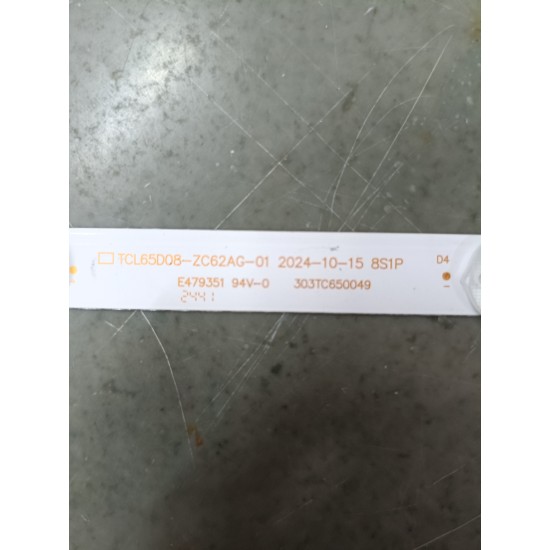 TCL65D08-ZC62AG-01 2024-10-15 8S1P
D4
E479351 94V-0 303TC650049
2441